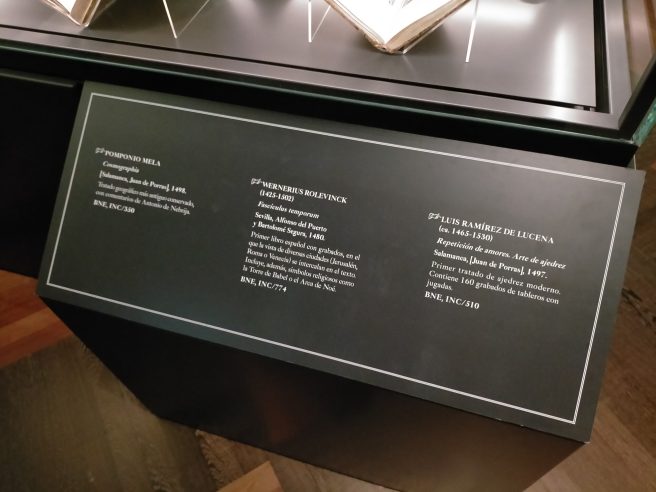 POMPONIO MELA
Cosmographia
[Salamanca, Juan de Porras], 1498.
Tratado geográfico más antiguo conservado,
con comentarios de Antonio de Nebrija.
BNE, INC/350
WERNERIUS ROLEVINCK
(1425-1502)
Fasciculus temporum
Sevilla, Alfonso del Puerto
y Bartolomé Segura, 1480.
Primer libro español con grabados, en el
que la vista de diversas ciudades (Jerusalén,
Roma o Venecia) se intercalan en el texto.
Incluye, además, símbolos religiosos como
la Torre de Babel o el Arca de Noé.
BNE, INC/774
LUIS RAMÍREZ DE LUCENA
(ca. 1465-1530)
Repetición de amores. Arte de ajedrez
Salamanca, [Juan de Porras], 1497.
Primer tratado de ajedrez moderno.
Contiene 160 grabados de tableros con
jugadas.
BNE, INC/510